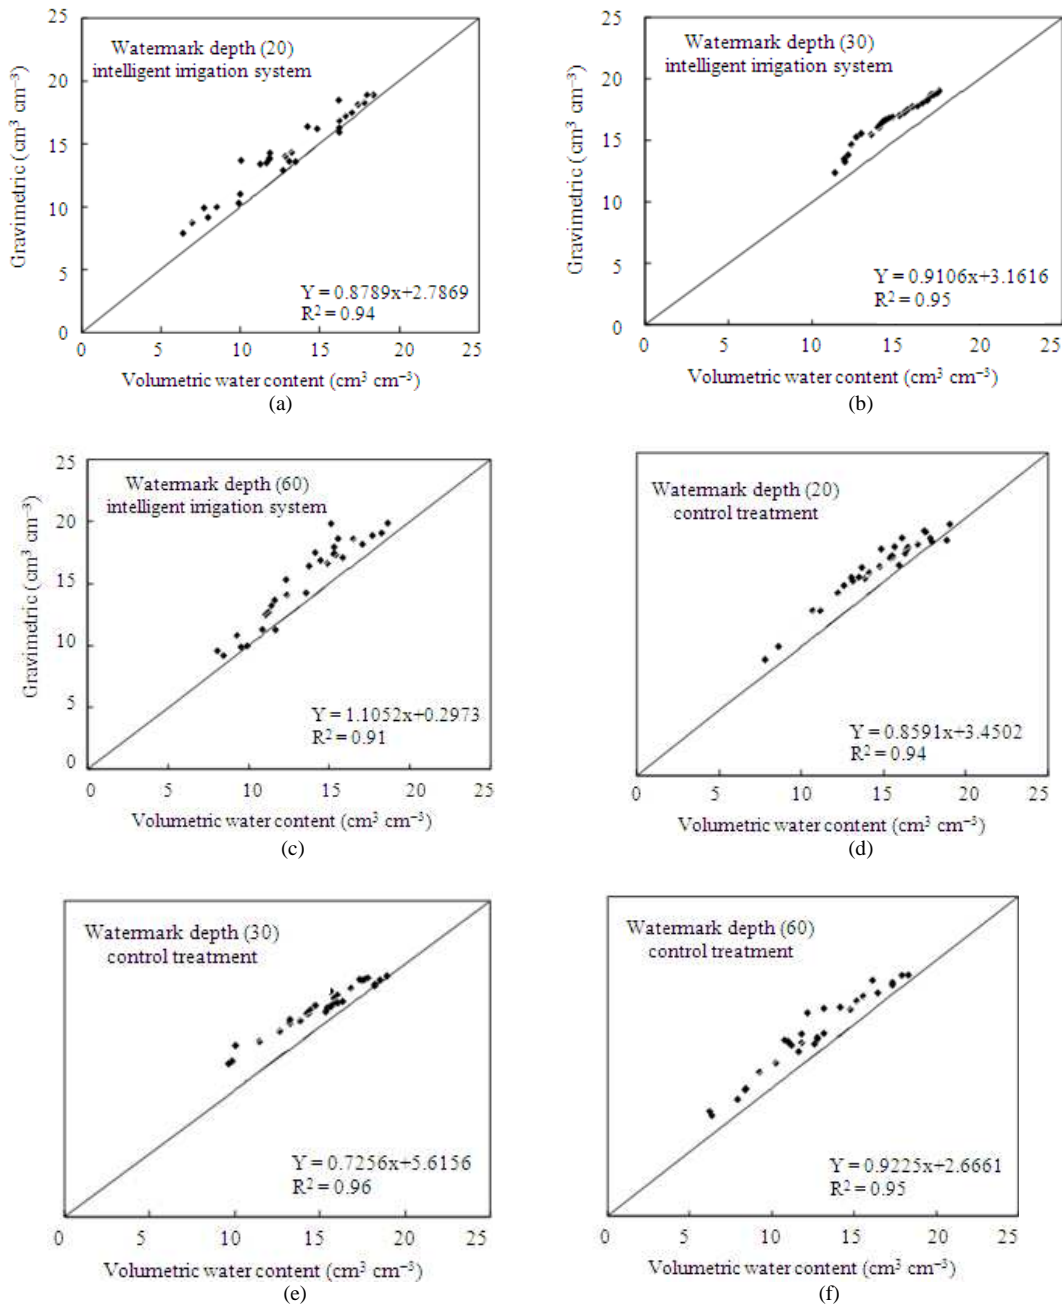 25
Watermark depth (20)
intelligent irrigation system
20
15
10
5
0
Gravimetric (cm³ cm⁻³)
Y = 0.8789x+2.7869
R² = 0.94
0 5 10 15 20 25
Volumetric water content (cm³ cm⁻³)
(a)
25
Watermark depth (30)
intelligent irrigation system
20
15
10
5
0
Gravimetric (cm³ cm⁻³)
Y = 0.9106x+3.1616
R² = 0.95
0 5 10 15 20 25
Volumetric water content (cm³ cm⁻³)
(b)
25
Watermark depth (60)
intelligent irrigation system
20
15
10
5
0
Gravimetric (cm³ cm⁻³)
Y = 1.1052x+0.2973
R² = 0.91
0 5 10 15 20 25
Volumetric water content (cm³ cm⁻³)
(c)
Watermark depth (20)
control treatment
Y = 0.8591x+3.4502
R² = 0.94
0 5 10 15 20 25
Volumetric water content (cm³ cm⁻³)
(d)
Watermark depth (30)
control treatment
Y = 0.7256x+5.6156
R² = 0.96
0 5 10 15 20 25
Volumetric water content (cm³ cm⁻³)
(e)
Watermark depth (60)
control treatment
Y = 0.9225x+2.6661
R² = 0.95
0 5 10 15 20 25
Volumetric water content (cm³ cm⁻³)
(f)